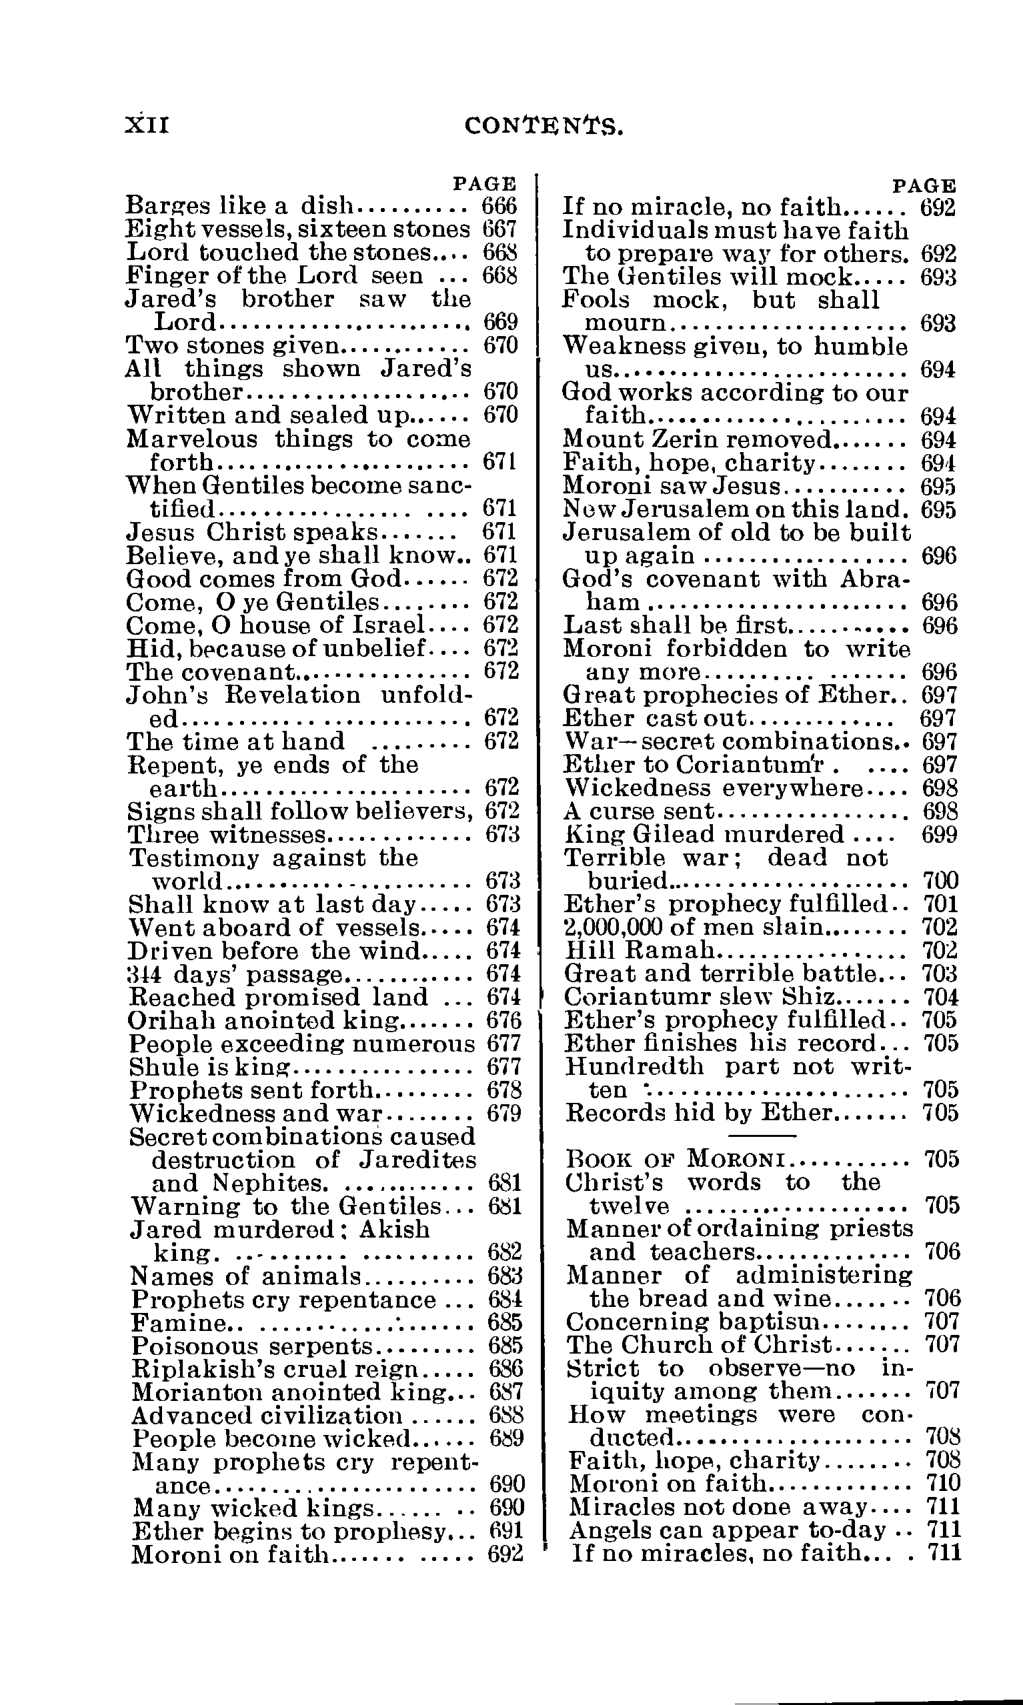 XII CONTENTS.
PAGE
Barges like a dish.......... 666
Eight vessels, sixteen stones 667
Lord touched the stones.... 668
Finger of the Lord seen ... 668
Jared's brother saw the
Lord...................... 669
Two stones given............ 670
All things shown Jared's
brother.................... 670
Written and sealed up...... 670
Marvelous things to come
forth...................... 671
When Gentiles become sanc-
tified................. .... 671
Jesus Christ speaks....... 671
Believe, and ye shall know.. 671
Good comes from God...... 672
Come, O ye Gentiles........ 672
Come, O house of Israel.... 672
Hid, because of unbelief.... 672
The covenant................ 672
John's Revelation unfold-
ed......................... 672
The time at hand ......... 672
Repent, ye ends of the
earth...................... 672
Signs shall follow believers, 672
Three witnesses............. 673
Testimony against the
world...................... 673
Shall know at last day..... 673
Went aboard of vessels..... 674
Driven before the wind..... 674
344 days' passage............ 674
Reached promised land ... 674
Orihah anointed king....... 676
People exceeding numerous 677
Shule is king................ 677
Prophets sent forth......... 678
Wickedness and war........ 679
Secret combinations caused
destruction of Jaredites
and Nephites. ............ 681
Warning to the Gentiles... 681
Jared murdered; Akish
king. .......... .......... 682
Names of animals.......... 683
Prophets cry repentance ... 684
Famine.. .................. 685
Poisonous serpents......... 685
Riplakish's cruel reign..... 686
Morianton anointed king... 687
Advanced civilization ...... 688
People become wicked...... 689
Many prophets cry repent-
ance....................... 690
Many wicked kings....... .. 690
Ether begins to prophesy... 691
Moroni on faith....... ..... 692
PAGE
If no miracle, no faith...... 692
Individuals must have faith
to prepare way for others. 692
The Gentiles will mock..... 693
Fools mock, but shall
mourn..................... 693
Weakness given, to humble
us.......................... 694
God works according to our
faith....................... 694
Mount Zerin removed....... 694
Faith, hope, charity........ 694
Moroni saw Jesus........... 695
New Jerusalem on this land. 695
Jerusalem of old to be built
up again .................. 696
God's covenant with Abra-
ham ....................... 696
Last shall be first........... 696
Moroni forbidden to write
any more.......... ....... 696
Great prophecies of Ether.. 697
Ether cast out............. 697
War—secret combinations.. 697
Ether to Coriantum'r . .... 697
Wickedness everywhere.... 698
A curse sent................. 698
King Gilead murdered .... 699
Terrible war; dead not
buried..................... 700
Ether's prophecy fulfilled.. 701
2,000,000 of men slain........ 702
Hill Ramah................. 702
Great and terrible battle... 703
Coriantumr slew Shiz....... 704
Ether's prophecy fulfilled.. 705
Ether finishes his record... 705
Hundredth part not writ-
ten ....................... 705
Records hid by Ether....... 705
BOOK OF MORONI........... 705
Christ's words to the
twelve .................... 705
Manner of ordaining priests
and teachers.............. 706
Manner of administering
the bread and wine....... 706
Concerning baptism........ 707
The Church of Christ....... 707
Strict to observe—no in-
iquity among them....... 707
How meetings were con-
ducted..................... 708
Faith, hope, charity........ 708
Moroni on faith............. 710
Miracles not done away.... 711
Angels can appear to-day .. 711
If no miracles, no faith... . 711